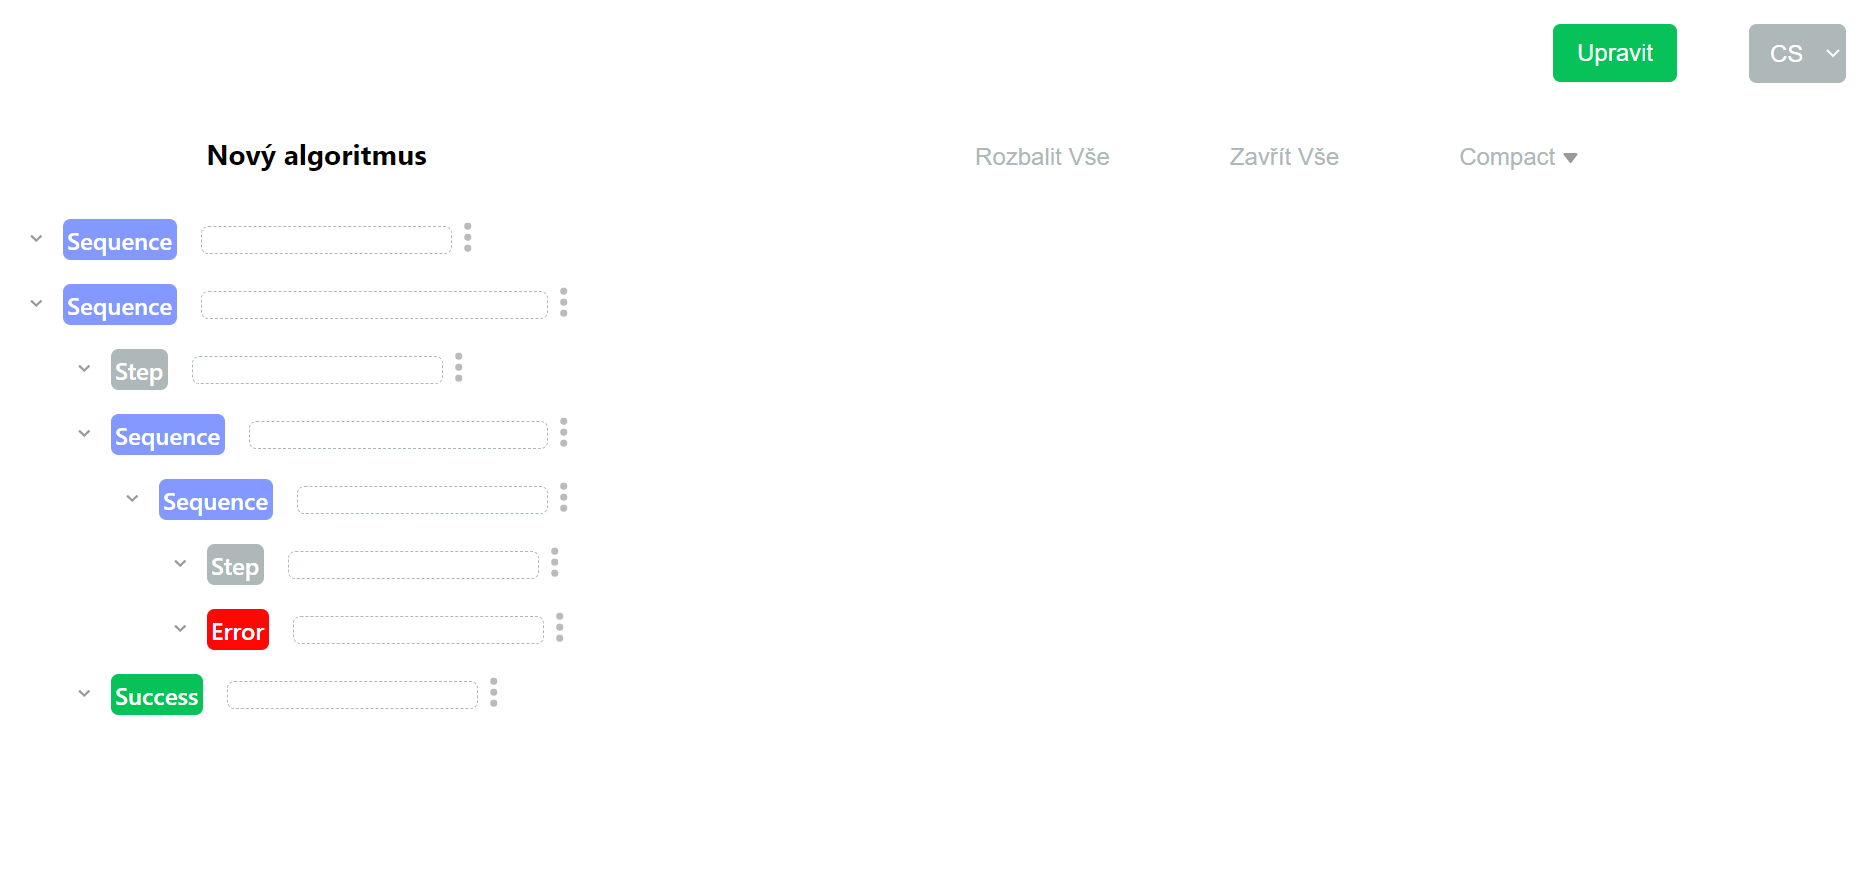 Upravit CS
Nový algoritmus Rozbalit Vše Zavřít Vše Compact
Sequence
Sequence
Step
Sequence
Sequence
Step
Error
Success